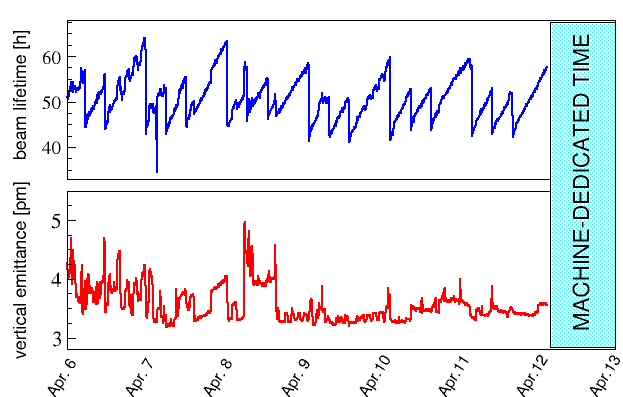 beam lifetime [h]
60
50
40
vertical emittance [pm]
5
4
3
MACHINE-DEDICATED TIME
Apr. 6
Apr. 7
Apr. 8
Apr. 9
Apr. 10
Apr. 11
Apr. 12
Apr. 13